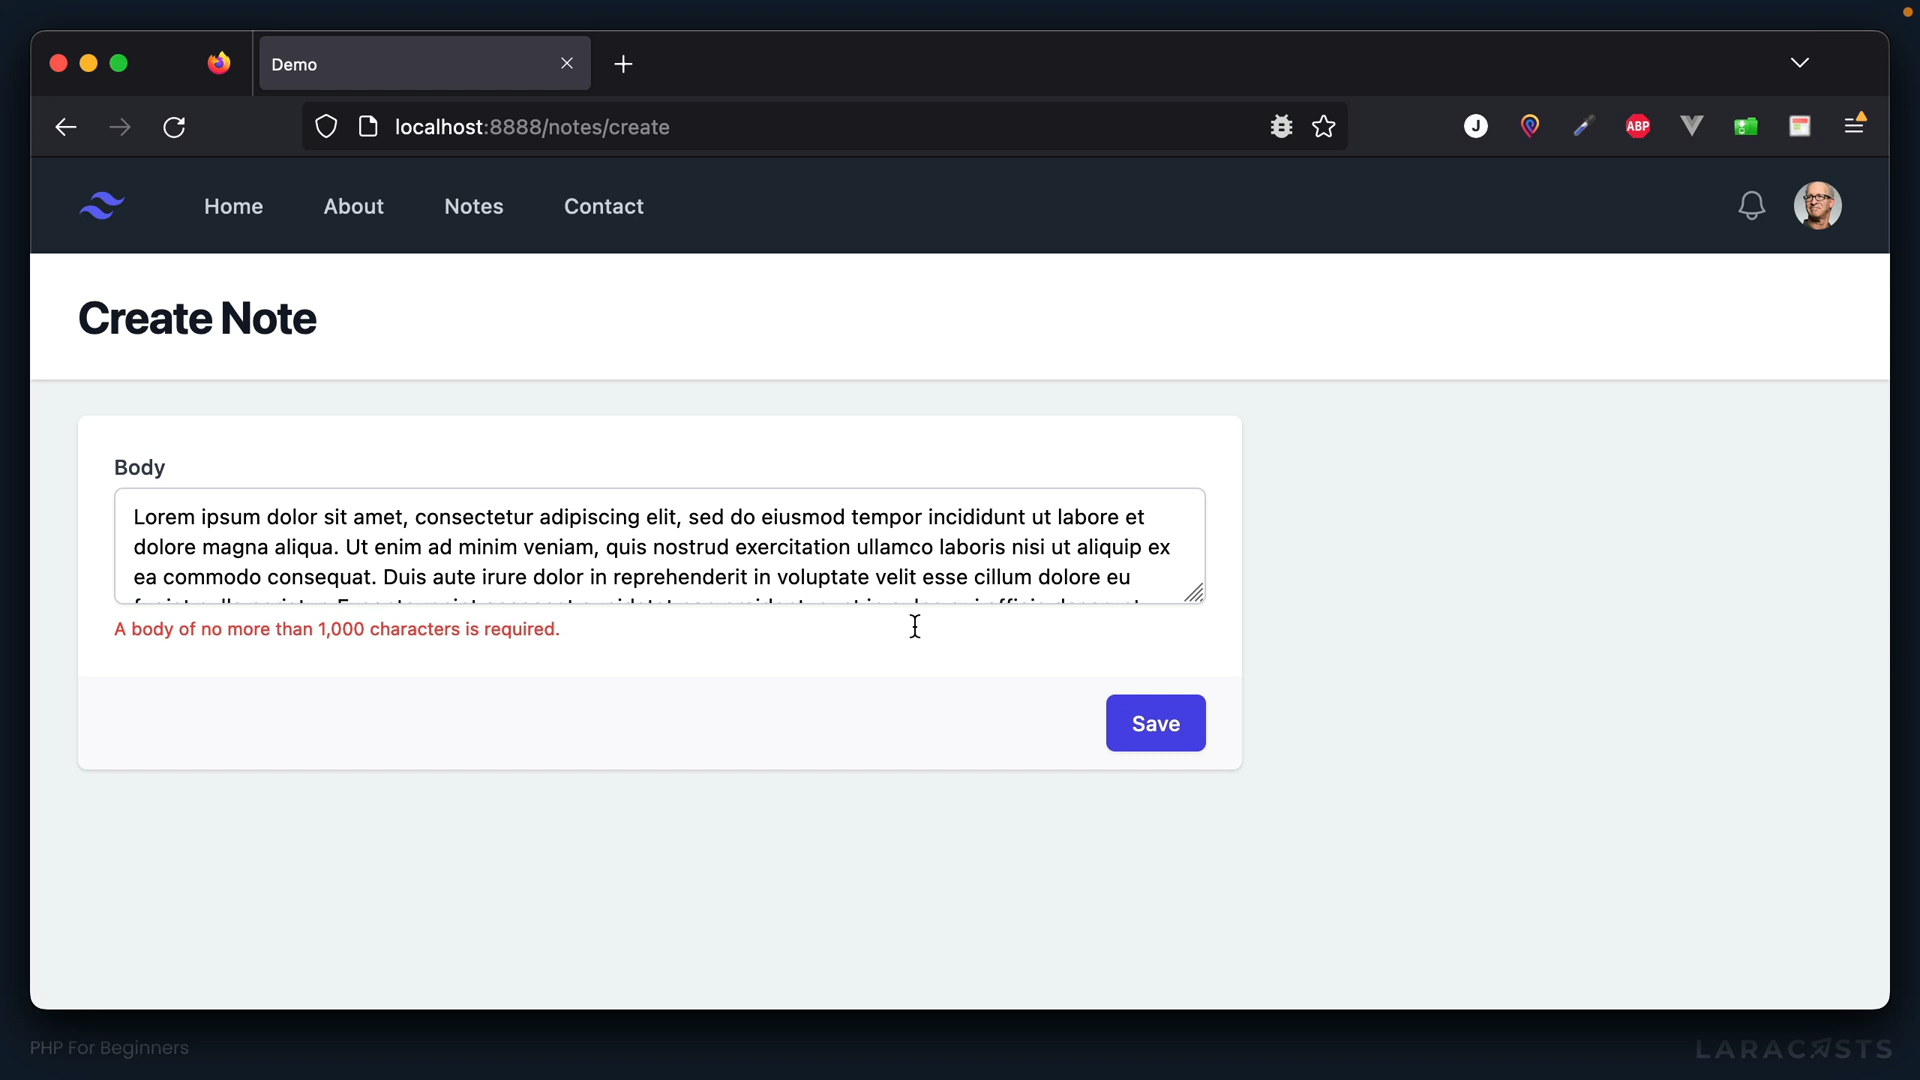 Demo
localhost:8888/notes/create
J
ABP
Home About Notes Contact
Create Note
Body
Lorem ipsum dolor sit amet, consectetur adipiscing elit, sed do eiusmod tempor incididunt ut labore et
dolore magna aliqua. Ut enim ad minim veniam, quis nostrud exercitation ullamco laboris nisi ut aliquip ex
ea commodo consequat. Duis aute irure dolor in reprehenderit in voluptate velit esse cillum dolore eu
A body of no more than 1,000 characters is required.
Save
PHP For Beginners
LARACASTS